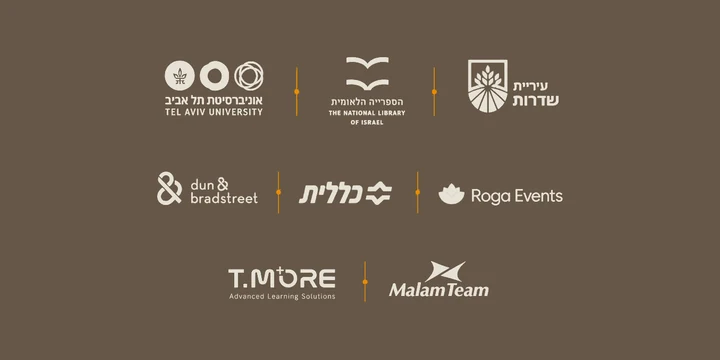 אוניברסיטת תל אביב
TEL AVIV UNIVERSITY
הספרייה הלאומית
THE NATIONAL LIBRARY
OF ISRAEL
עיריית
שדרות
dun &
bradstreet
כללית
Roga Events
T.MORE
Advanced Learning Solutions
MalamTeam